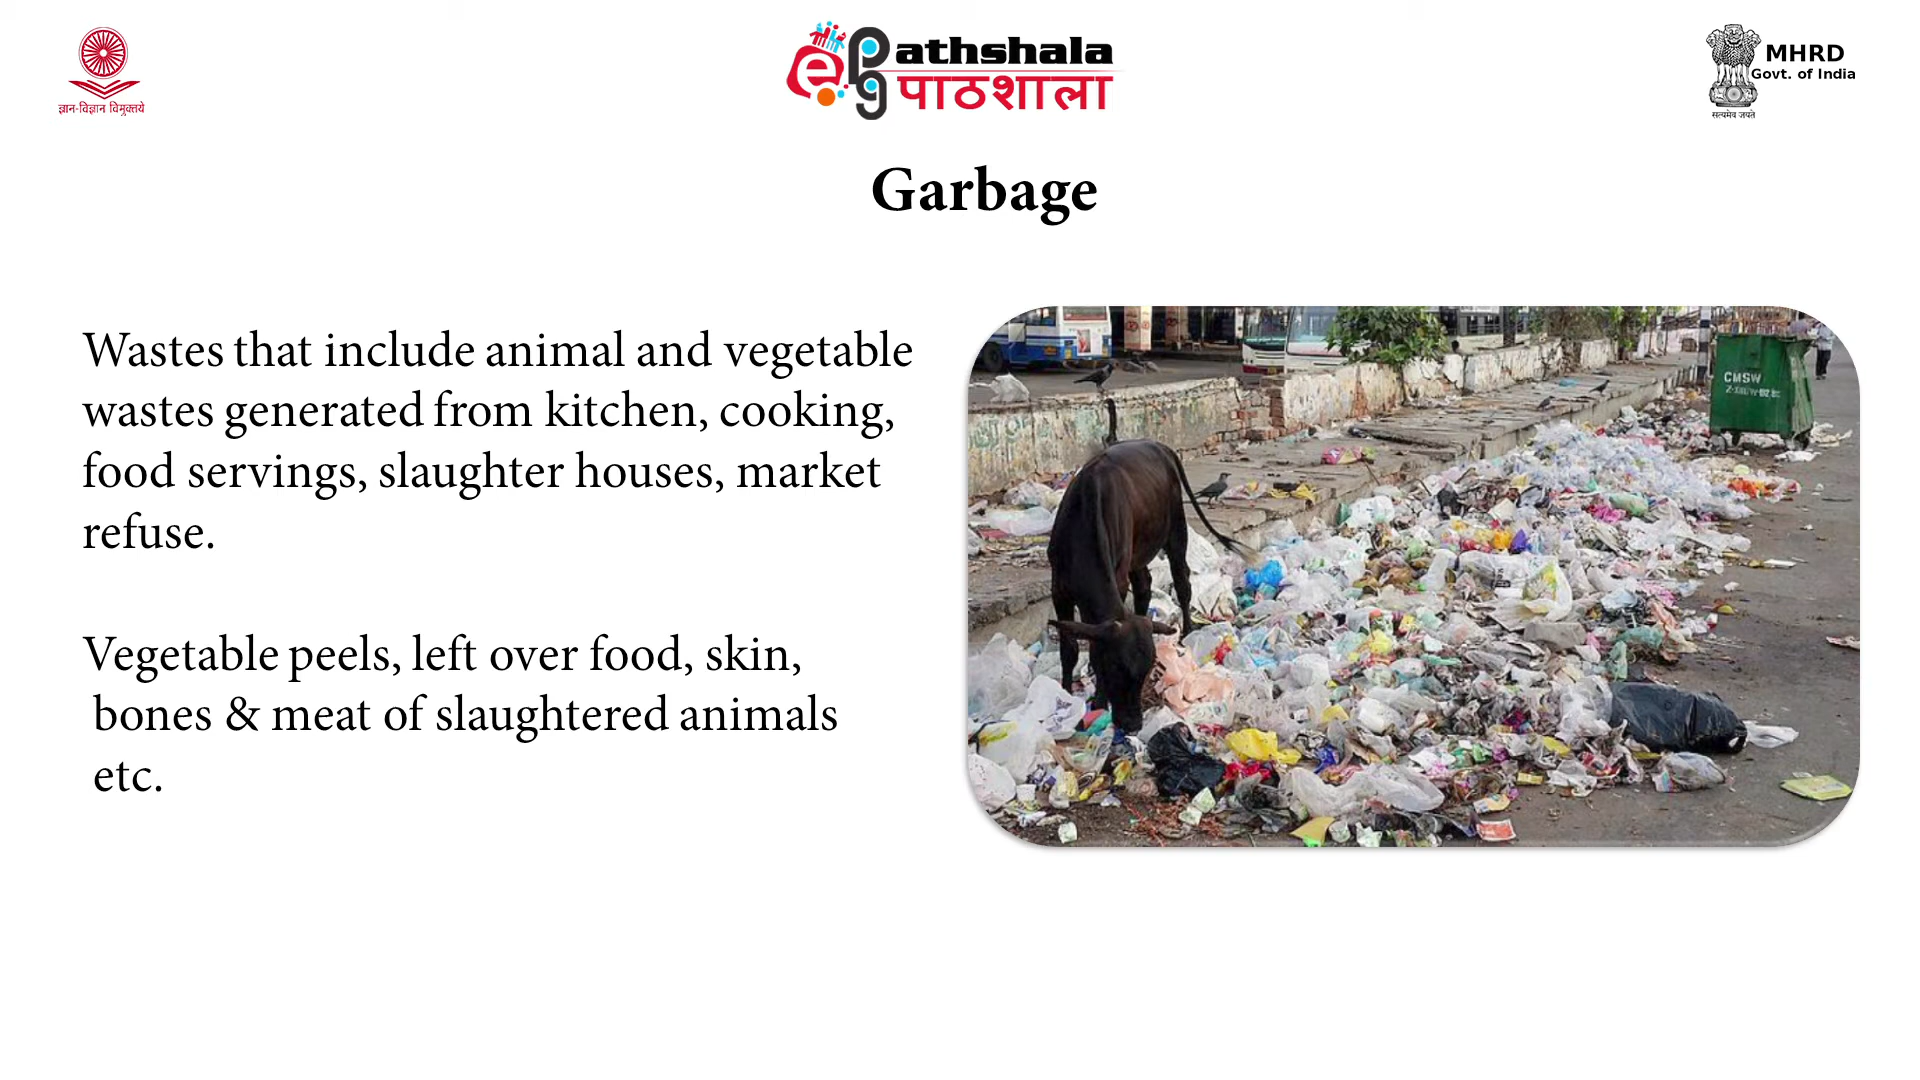 ज्ञान-विज्ञान विमुक्तये
athshala
पाठशाला
MHRD
Govt. of India
सत्यमेव जयते
Garbage
Wastes that include animal and vegetable
wastes generated from kitchen, cooking,
food servings, slaughter houses, market
refuse.
Vegetable peels, left over food, skin,
bones & meat of slaughtered animals
etc.
CMSW